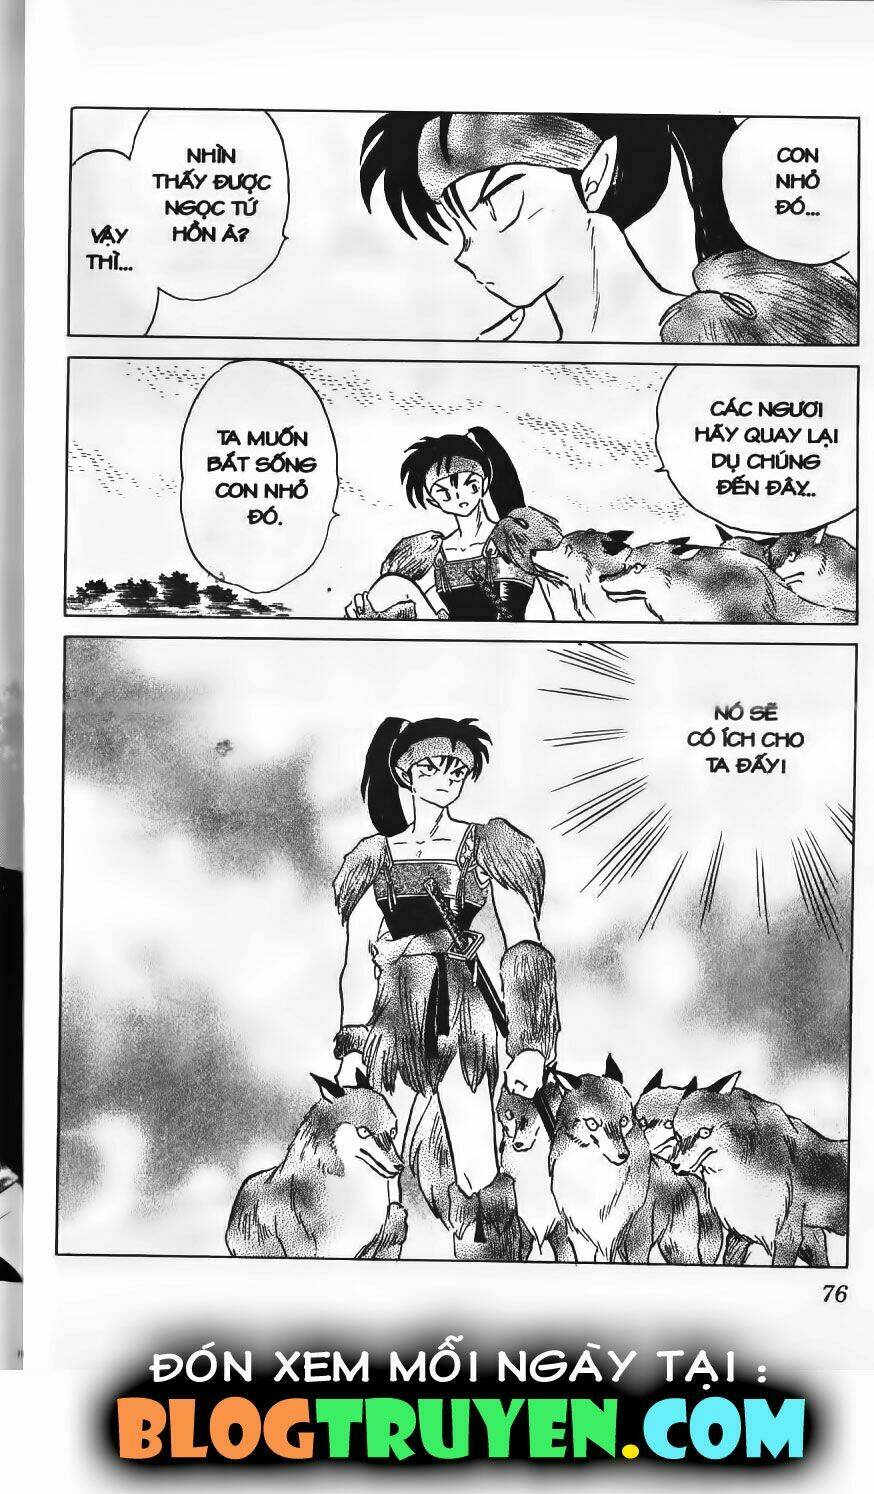 CON
NHỎ
ĐÓ...
NHÌN
THẤY ĐƯỢC
NGỌC TỨ
HỒN À?
VẬY
THÌ...
CÁC NGƯƠI
HÃY QUAY LẠI
DỤ CHÚNG
ĐẾN ĐÂY...
TA MUỐN
BẮT SỐNG
CON NHỎ
ĐÓ.
NÓ SẼ
CÓ ÍCH CHO
TA ĐẤY!
76
ĐÓN XEM MỖI NGÀY TẠI :
BLOGTRUYEN.COM